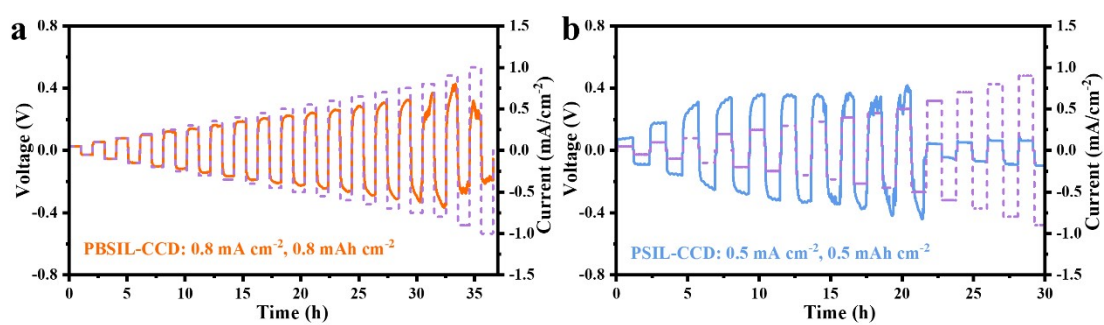 a
0.8
0.4
0.0
-0.4
-0.8
Voltage (V)
1.5
1.0
0.5
0.0
-0.5
-1.0
-1.5
Current (mA/cm⁻²)
PBSIL-CCD: 0.8 mA cm⁻², 0.8 mAh cm⁻²
0 5 10 15 20 25 30 35
Time (h)
b
0.8
0.4
0.0
-0.4
-0.8
Voltage (V)
1.5
1.0
0.5
0.0
-0.5
-1.0
-1.5
Current (mA/cm⁻²)
PSIL-CCD: 0.5 mA cm⁻², 0.5 mAh cm⁻²
0 5 10 15 20 25 30
Time (h)